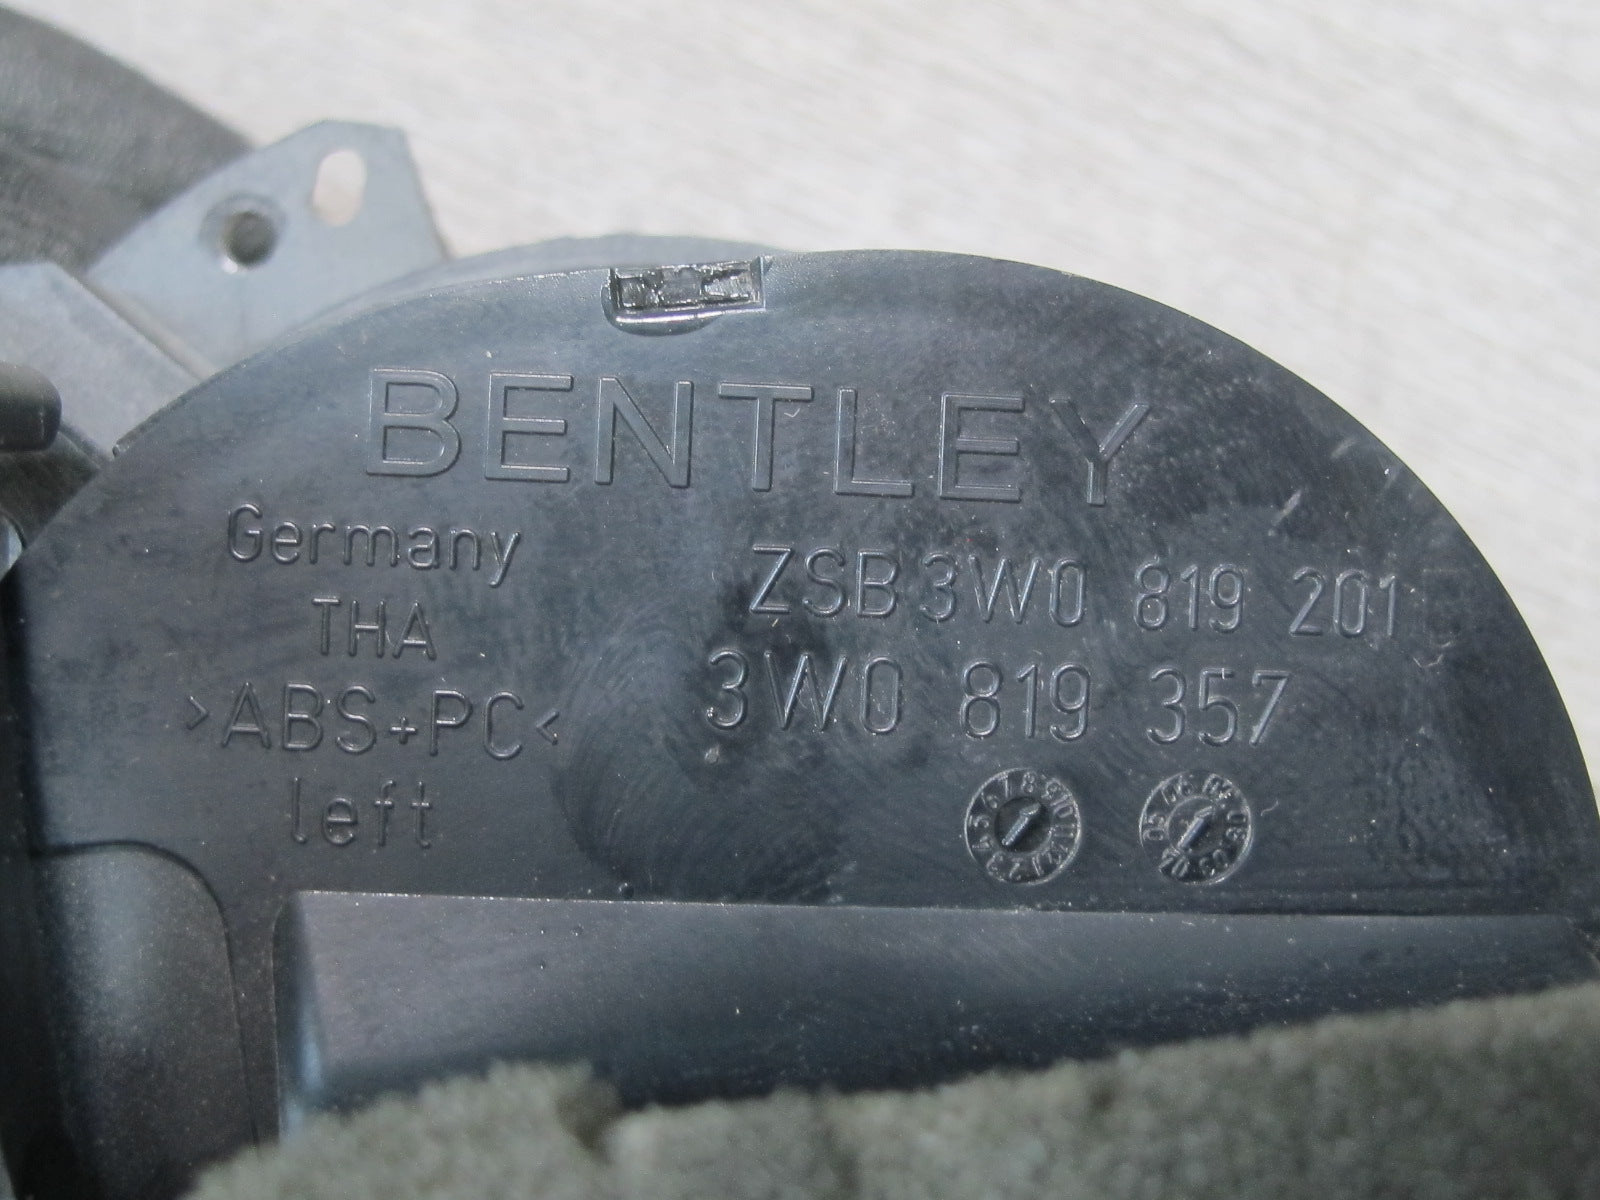 BENTLEY
Germany
THA
>ABS+PC<
left
ZSB 3W0 819 201
3W0 819 357